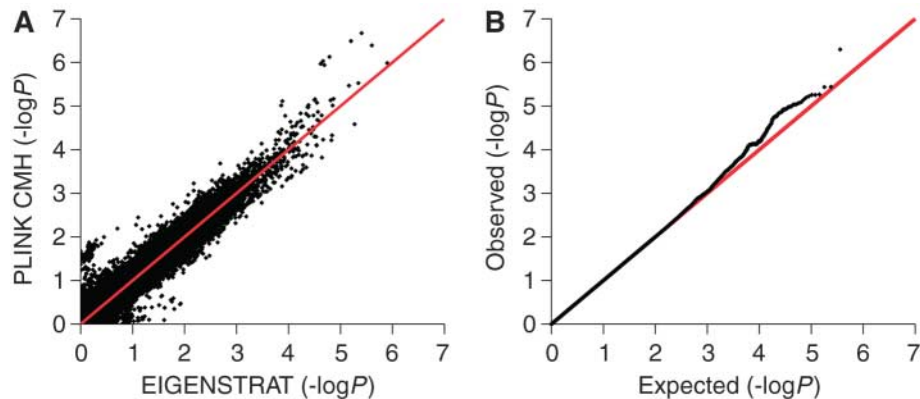 A
PLINK CMH (-logP)
7
6
5
4
3
2
1
0
0 1 2 3 4 5 6 7
EIGENSTRAT (-logP)
B
Observed (-logP)
7
6
5
4
3
2
1
0
0 1 2 3 4 5 6 7
Expected (-logP)